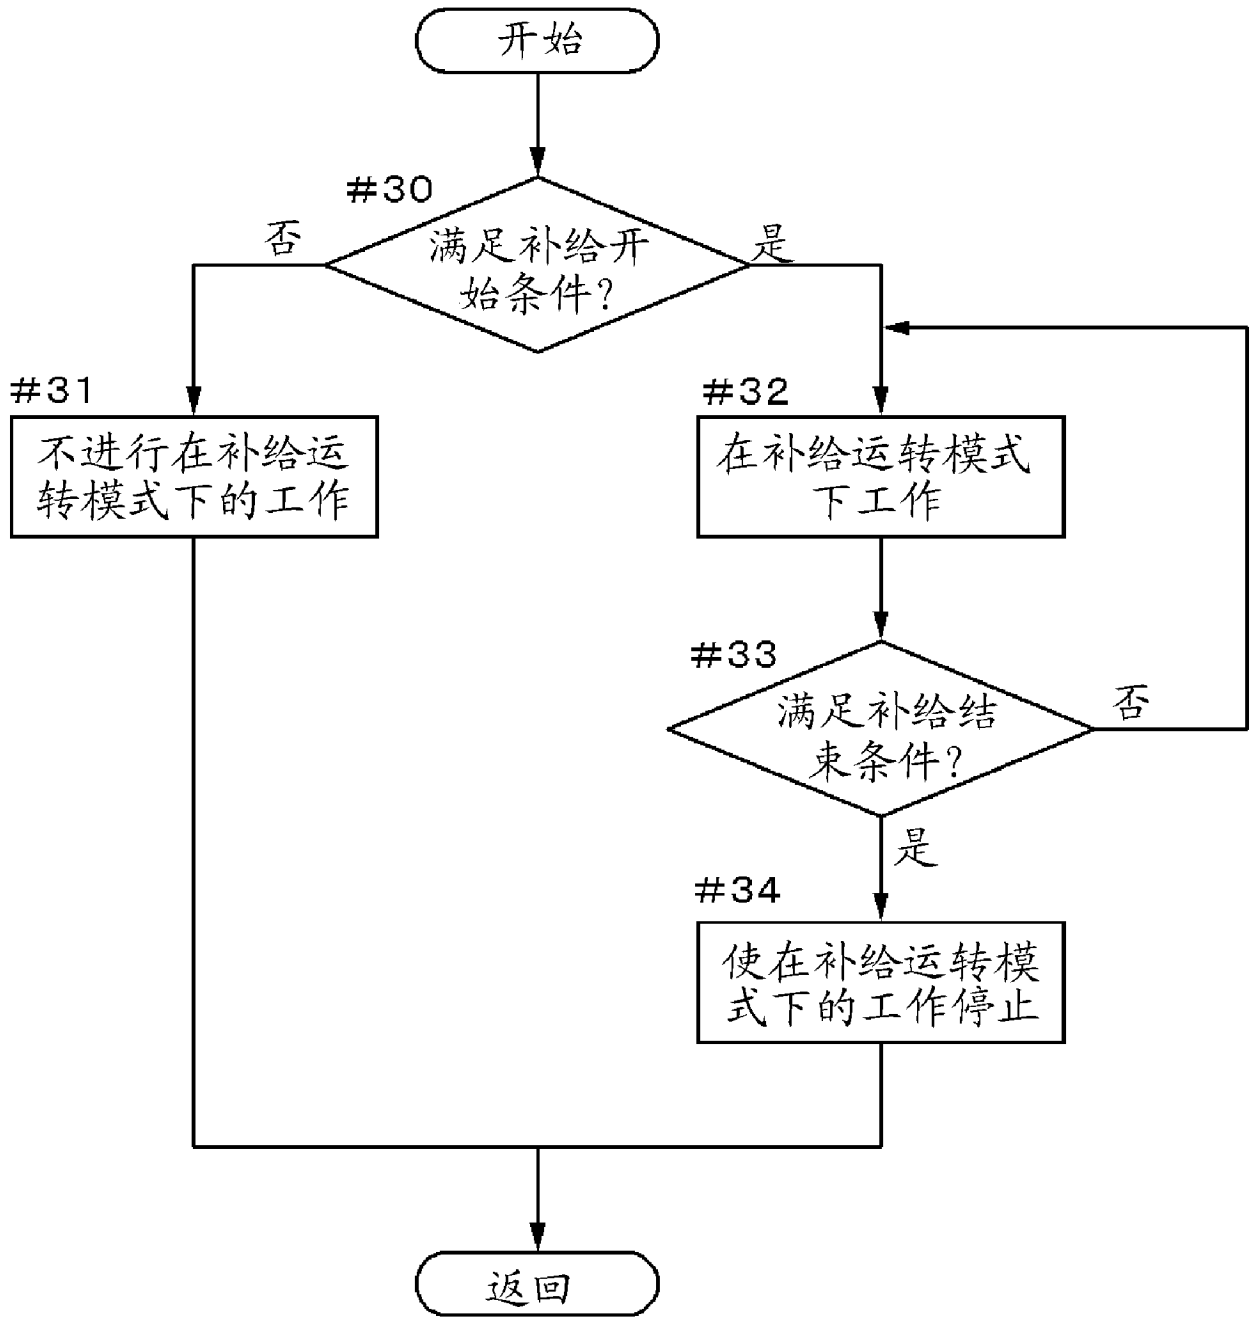 开始
#30
否
是
满足补给开
始条件？
#31
不进行在补给运
转模式下的工作
#32
在补给运转模式
下工作
#33
满足补给结
束条件？
否
是
#34
使在补给运转模
式下的工作停止
返回